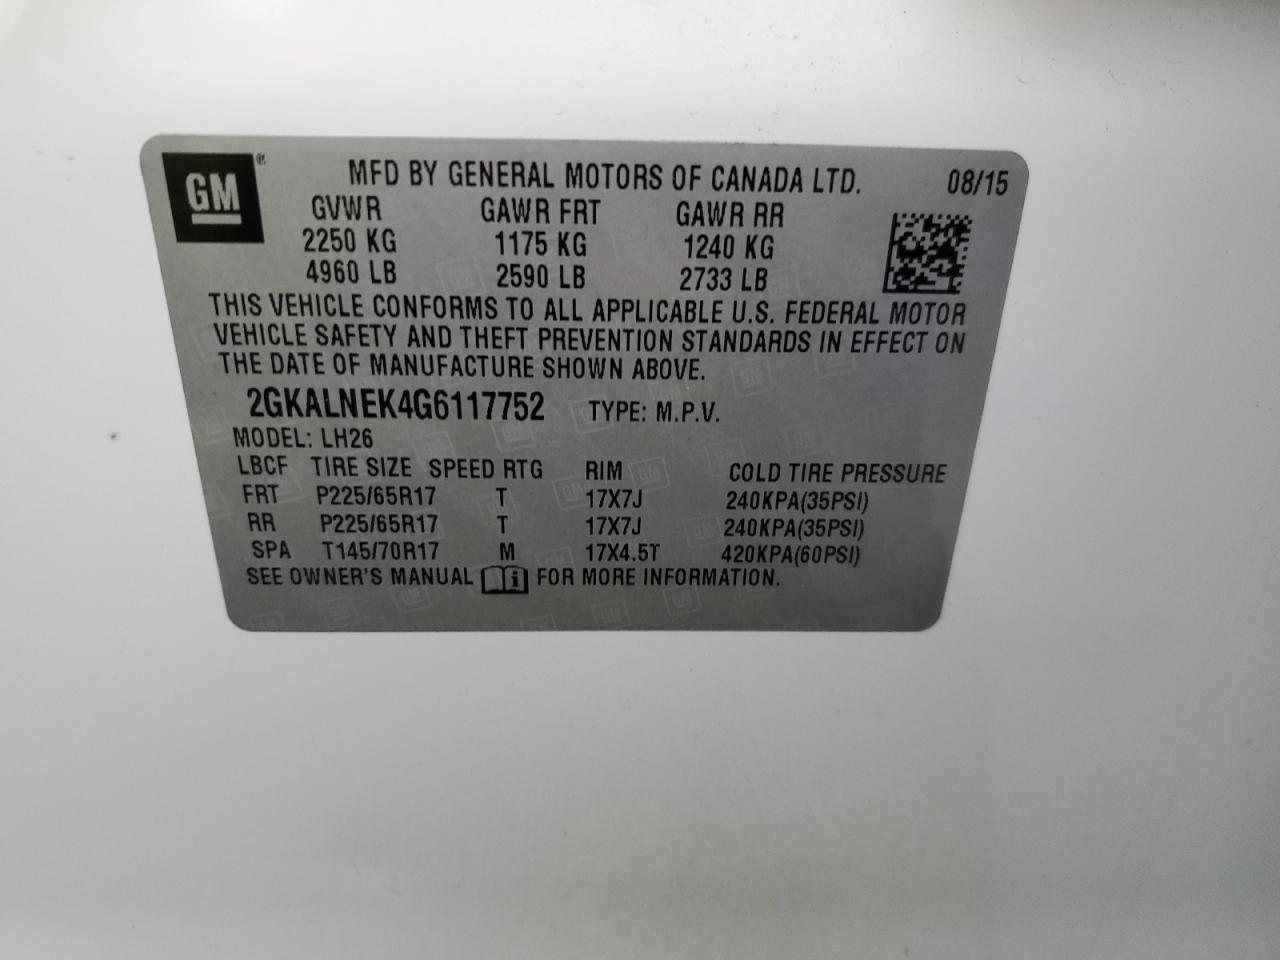 GM
MFD BY GENERAL MOTORS OF CANADA LTD. 08/15
GVWR GAWR FRT GAWR RR
2250 KG 1175 KG 1240 KG
4960 LB 2590 LB 2733 LB
THIS VEHICLE CONFORMS TO ALL APPLICABLE U.S. FEDERAL MOTOR
VEHICLE SAFETY AND THEFT PREVENTION STANDARDS IN EFFECT ON
THE DATE OF MANUFACTURE SHOWN ABOVE.
2GKALNEK4G6117752 TYPE: M.P.V.
MODEL: LH26
LBCF TIRE SIZE SPEED RTG RIM COLD TIRE PRESSURE
FRT P225/65R17 T 17X7J 240KPA(35PSI)
RR P225/65R17 T 17X7J 240KPA(35PSI)
SPA T145/70R17 M 17X4.5T 420KPA(60PSI)
SEE OWNER'S MANUAL FOR MORE INFORMATION.